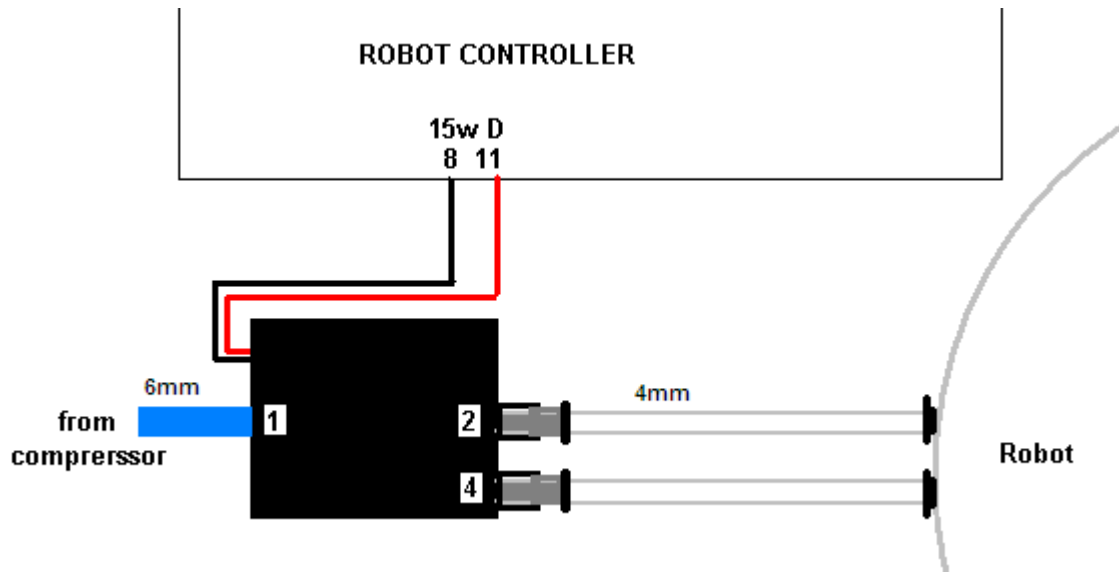 ROBOT CONTROLLER
15w D
8 11
6mm
4mm
from
comprerssor
1
2
4
Robot